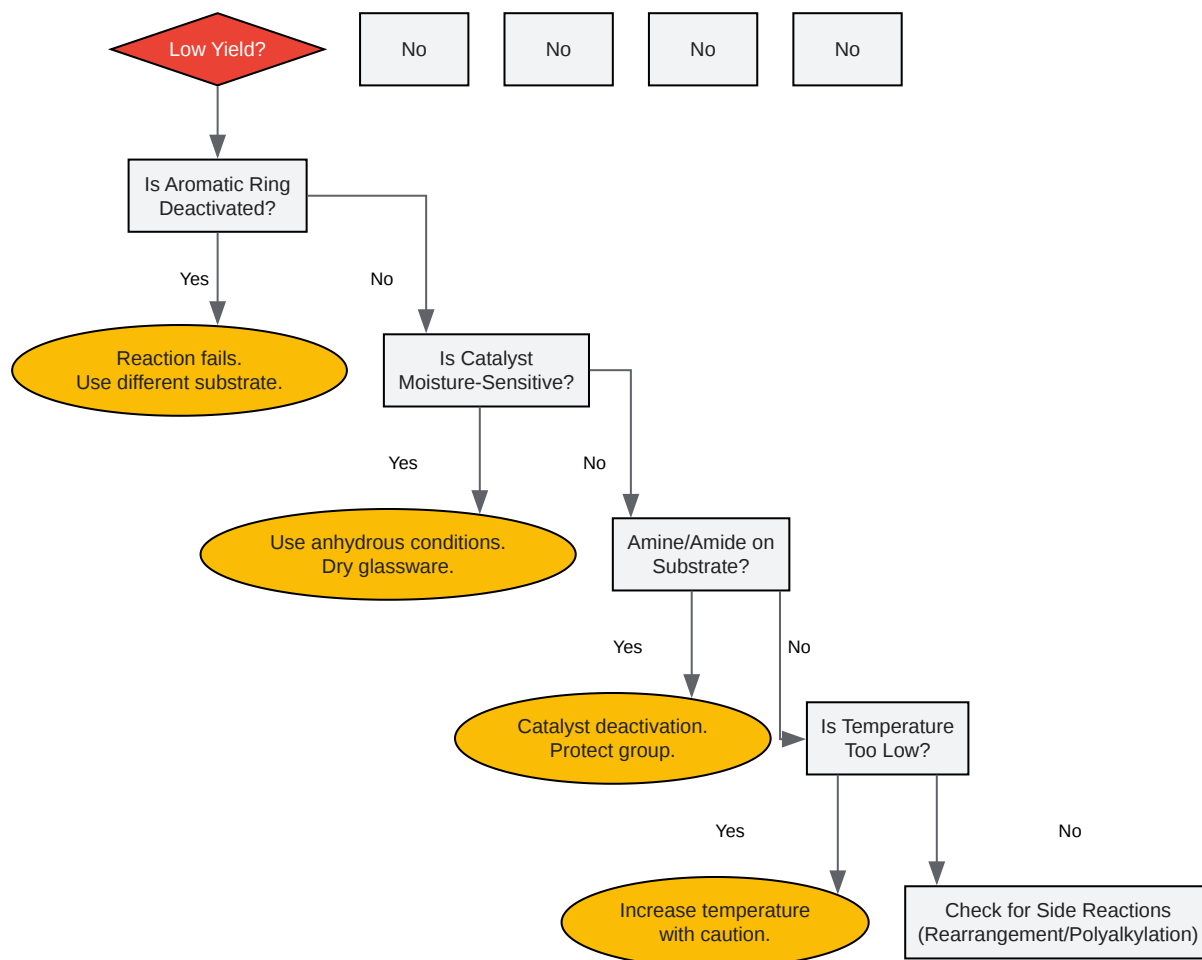 Low Yield?
No
No
No
No
Is Aromatic Ring
Deactivated?
Yes
No
Reaction fails.
Use different substrate.
Is Catalyst
Moisture-Sensitive?
Yes
No
Use anhydrous conditions.
Dry glassware.
Amine/Amide on
Substrate?
Yes
No
Catalyst deactivation.
Protect group.
Is Temperature
Too Low?
Yes
No
Increase temperature
with caution.
Check for Side Reactions
(Rearrangement/Polyalkylation)